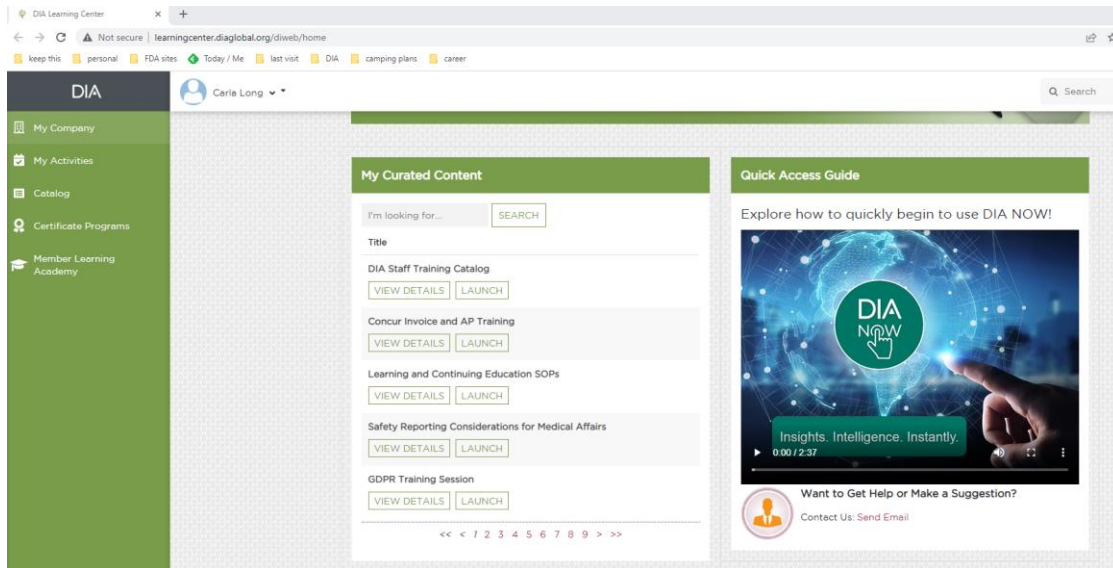 DIA Learning Center
Not secure | learningcenter.diaglobal.org/diweb/home
keep this personal FDA sites Today / Me last visit DIA camping plans career
DIA
Carla Long
Search
My Company
My Activities
Catalog
Certificate Programs
Member Learning
Academy
My Curated Content
I'm looking for...
SEARCH
Title
DIA Staff Training Catalog
VIEW DETAILS LAUNCH
Concur Invoice and AP Training
VIEW DETAILS LAUNCH
Learning and Continuing Education SOPs
VIEW DETAILS LAUNCH
Safety Reporting Considerations for Medical Affairs
VIEW DETAILS LAUNCH
GDPR Training Session
VIEW DETAILS LAUNCH
<< < 1 2 3 4 5 6 7 8 9 > >>
Quick Access Guide
Explore how to quickly begin to use DIA NOW!
DIA
NOW
Insights. Intelligence. Instantly.
0:00 / 2:37
Want to Get Help or Make a Suggestion?
Contact Us: Send Email